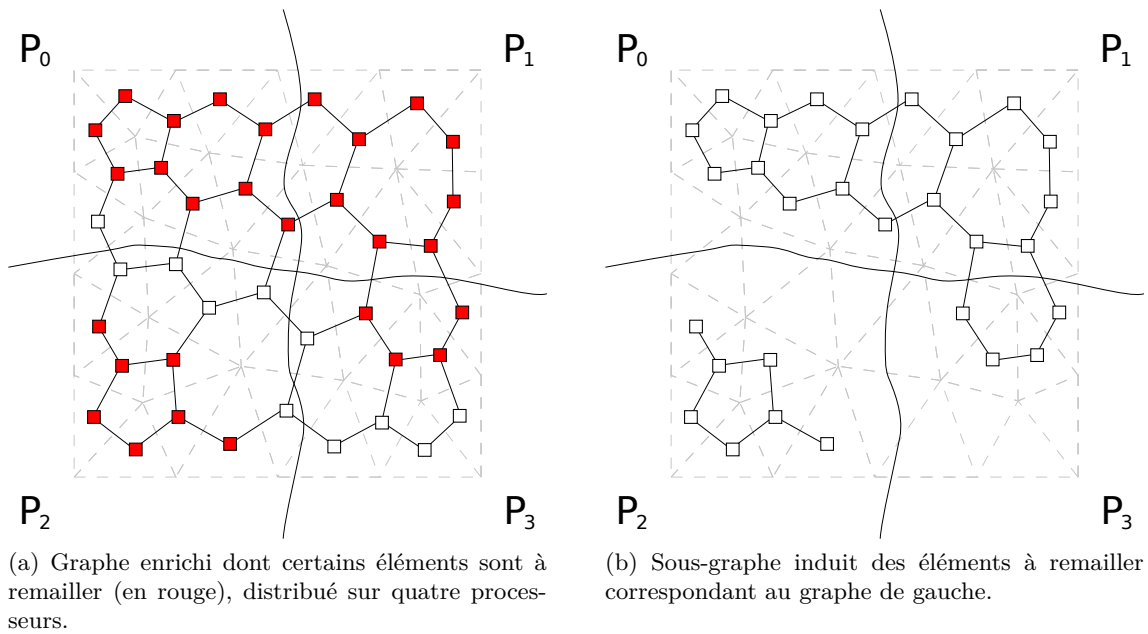 P0 P1 P0 P1
P2 P3 P2 P3
(a) Graphe enrichi dont certains éléments sont à
remailler (en rouge), distribué sur quatre proces-
seurs.
(b) Sous-graphe induit des éléments à remailler
correspondant au graphe de gauche.